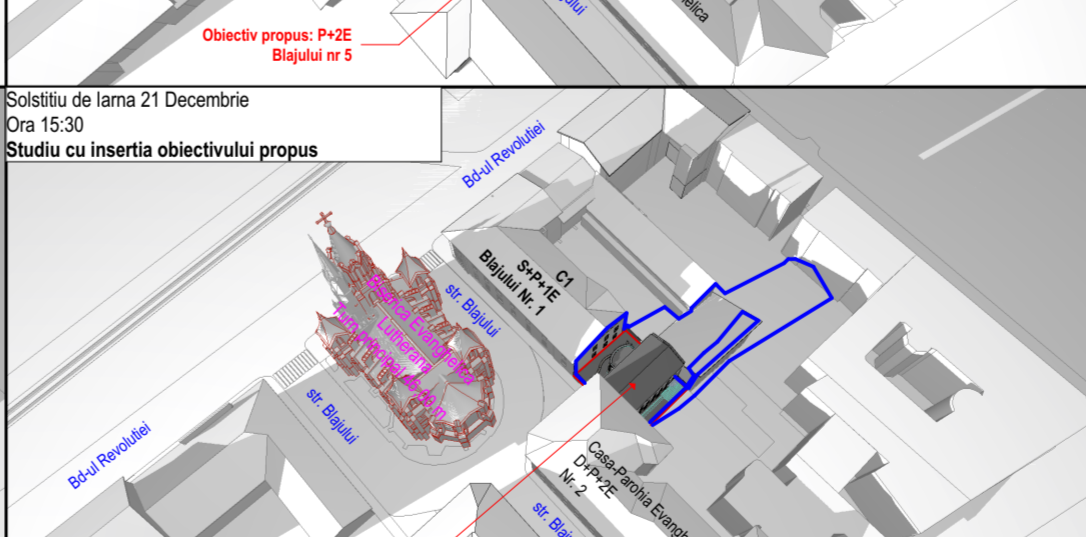 Obiectiv propus: P+2E
Blajului nr 5
Solstitiu de Iarna 21 Decembrie
Ora 15:30
Studiu cu insertia obiectivului propus
Bd-ul Revolutiei
C1
S+P+1E
Blajului Nr. 1
str. Blajului
Biserica Evanghelica
Lutherana
Turn principal
str. Blajului
Bd-ul Revolutiei
Casa-Parohia Evangh
D+P+2E
Nr. 2
str. Blaj